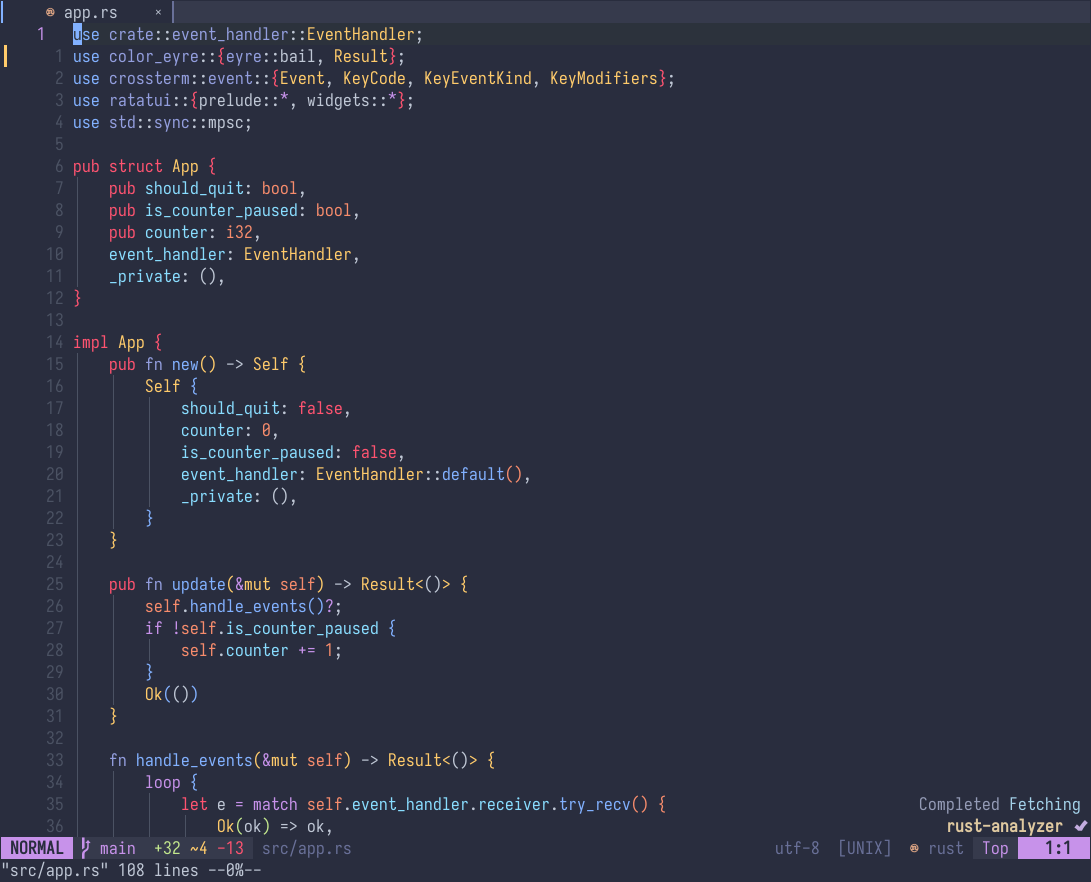 app.rs ×
1 use crate::event_handler::EventHandler;
1 use color_eyre::{eyre::bail, Result};
2 use crossterm::event::{Event, KeyCode, KeyEventKind, KeyModifiers};
3 use ratatui::{prelude::*, widgets::*};
4 use std::sync::mpsc;
5
6 pub struct App {
7     pub should_quit: bool,
8     pub is_counter_paused: bool,
9     pub counter: i32,
10     event_handler: EventHandler,
11     _private: (),
12 }
13
14 impl App {
15     pub fn new() -> Self {
16         Self {
17             should_quit: false,
18             counter: 0,
19             is_counter_paused: false,
20             event_handler: EventHandler::default(),
21             _private: (),
22         }
23     }
24
25     pub fn update(&mut self) -> Result<()> {
26         self.handle_events()?;
27         if !self.is_counter_paused {
28             self.counter += 1;
29         }
30         Ok(())
31     }
32
33     fn handle_events(&mut self) -> Result<()> {
34         loop {
35             let e = match self.event_handler.receiver.try_recv() {
36                 Ok(ok) => ok,
Completed Fetching
rust-analyzer ✔
NORMAL main +32 ~4 -13 src/app.rs utf-8 [UNIX] rust Top 1:1
"src/app.rs" 108 lines --0%--